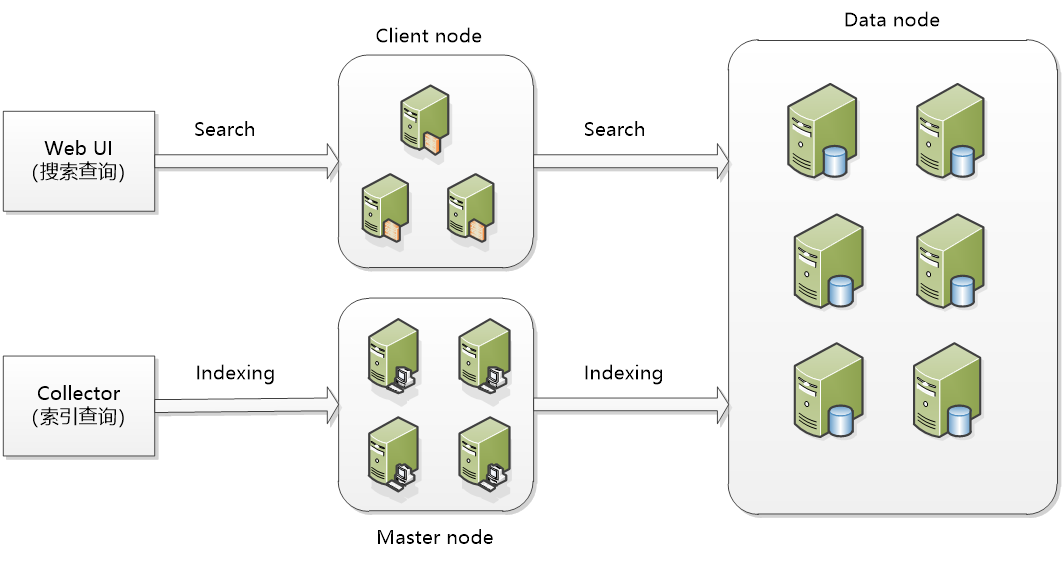 Data node
Client node
Web UI
(搜索查询)
Search
Search
Collector
(索引查询)
Indexing
Indexing
Master node